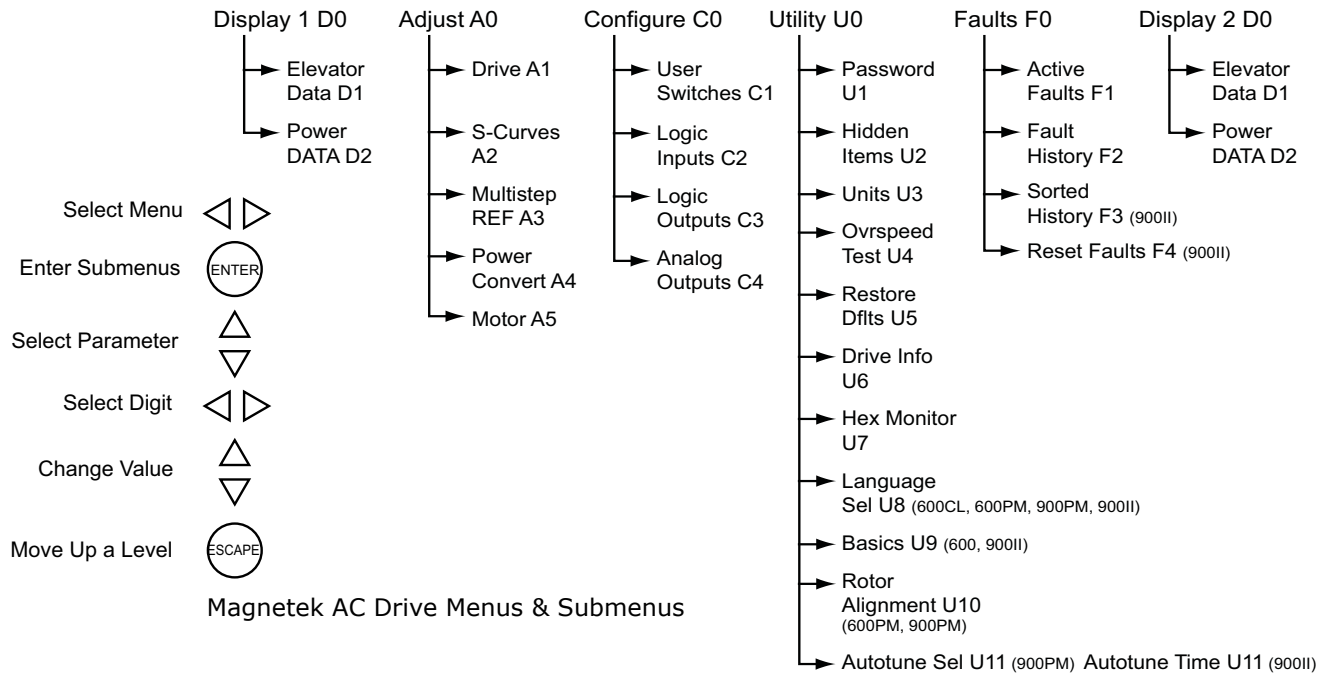 Display 1 D0
Elevator
Data D1
Power
DATA D2
Adjust A0
Drive A1
S-Curves
A2
Multistep
REF A3
Power
Convert A4
Motor A5
Configure C0
User
Switches C1
Logic
Inputs C2
Logic
Outputs C3
Analog
Outputs C4
Utility U0
Password
U1
Hidden
Items U2
Units U3
Ovrspeed
Test U4
Restore
Dflts U5
Drive Info
U6
Hex Monitor
U7
Language
Sel U8 (600CL, 600PM, 900PM, 900II)
Basics U9 (600, 900II)
Rotor
Alignment U10
(600PM, 900PM)
Autotune Sel U11 (900PM) Autotune Time U11 (900II)
Faults F0
Active
Faults F1
Fault
History F2
Sorted
History F3 (900II)
Reset Faults F4 (900II)
Display 2 D0
Elevator
Data D1
Power
DATA D2
Select Menu
Enter Submenus ENTER
Select Parameter
Select Digit
Change Value
Move Up a Level ESCAPE
Magnetek AC Drive Menus & Submenus